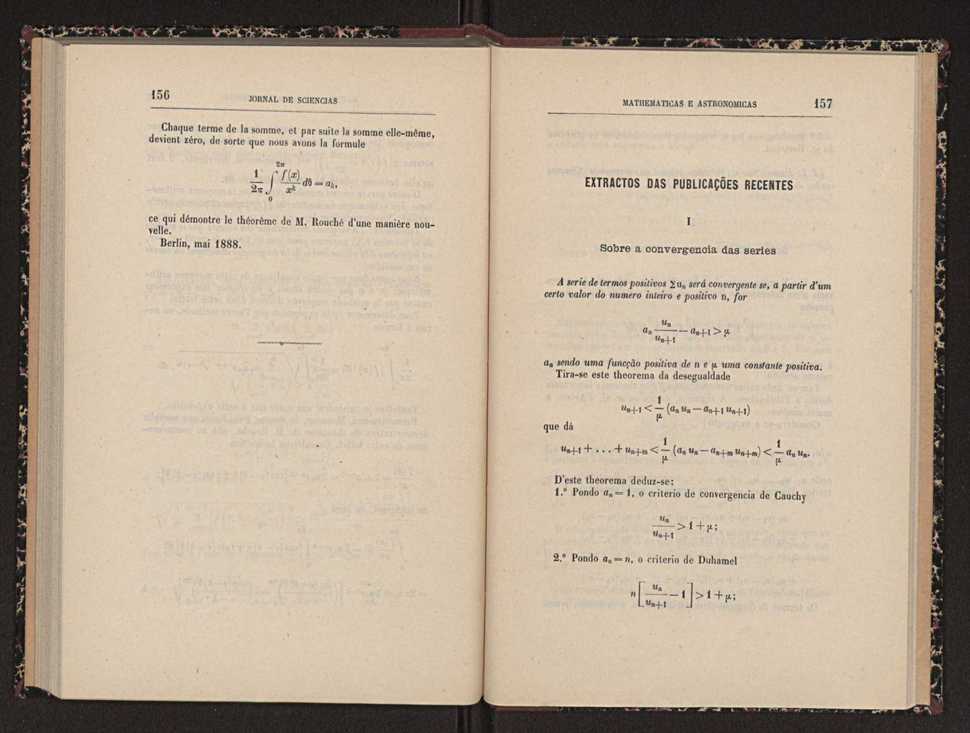 156 JORNAL DE SCIENCIAS
Chaque terme de la somme, et par suite la somme elle-même,
devient zéro, de sorte que nous avons la formule
1/2π ∫₀^{2π} f(x)/x^k dθ = a_k,
ce qui démontre le théorème de M. Rouché d'une manière nou-
velle.
Berlin, mai 1888.
MATHEMATICAS E ASTRONOMICAS 157
EXTRACTOS DAS PUBLICAÇÕES RECENTES
I
Sobre a convergencia das series
A serie de termos positivos Σu_n será convergente se, a partir d'um
certo valor do numero inteiro e positivo n, for
a_n u_n/u_{n+1} — a_{n+1} > μ
a_n sendo uma funcção positiva de n e μ uma constante positiva.
Tira-se este theorema da desegualdade
u_{n+1} < 1/μ (a_n u_n — a_{n+1} u_{n+1})
que dá
u_{n+1} + . . . + u_{n+m} < 1/μ (a_n u_n — a_{n+m} u_{n+m}) < 1/μ a_n u_n.
D'este theorema deduz-se:
1.º Pondo a_n = 1, o criterio de convergencia de Cauchy
u_n/u_{n+1} > 1 + μ;
2.º Pondo a_n = n, o criterio de Duhamel
n [u_n/u_{n+1} — 1] > 1 + μ;